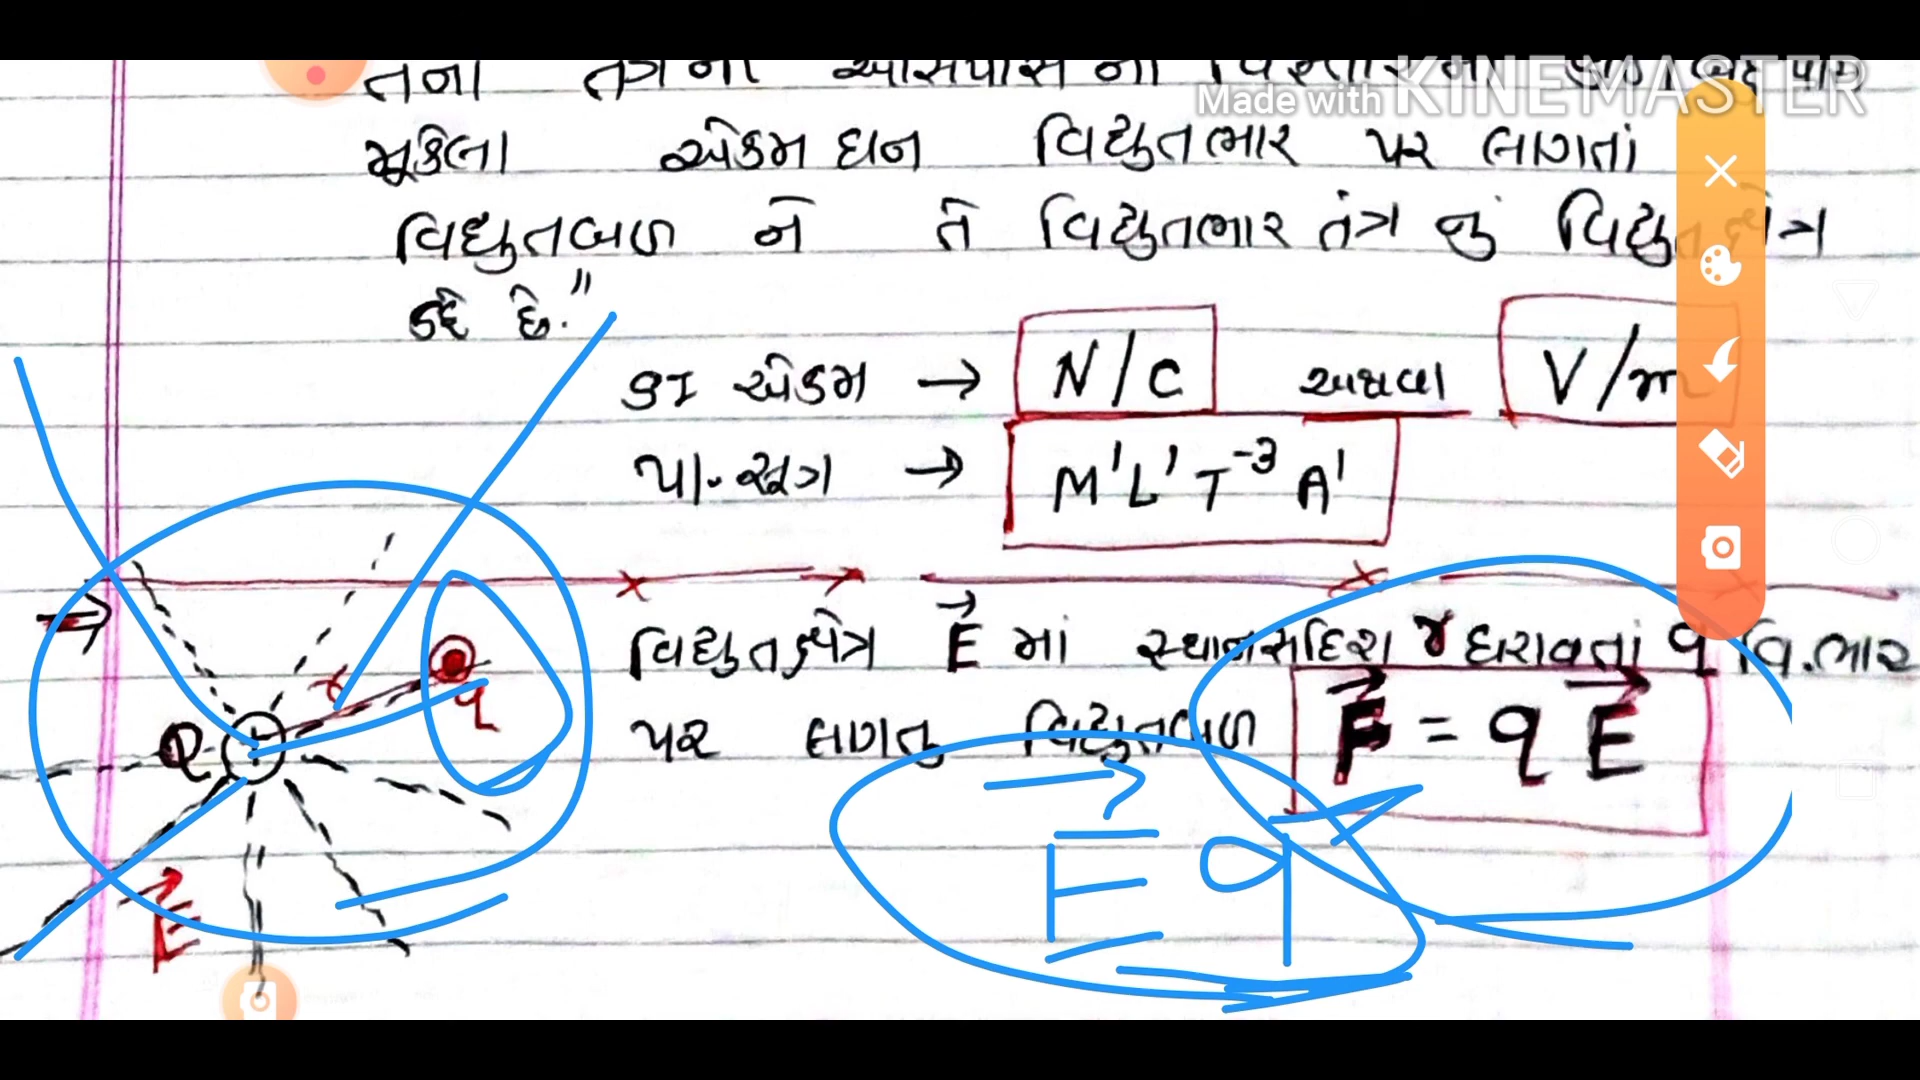 Made with KINEMASTER
મૂકેલા એકમ ધન વિદ્યુતભાર પર લાગતાં
વિદ્યુતબળ ને તે વિદ્યુતભાર તંત્ર નું વિદ્યુતક્ષેત્ર
કહે છે."
SI એકમ → N/C અથવા V/m
પા.સૂત્ર → M¹L¹T⁻³A¹
→ વિદ્યુતક્ષેત્ર E⃗ માં સ્થાનસદિશ r ધરાવતાં q વિ.ભાર
પર લાગતુ વિદ્યુતબળ F⃗ = qE⃗
Q + r q
E⃗
E⃗ q